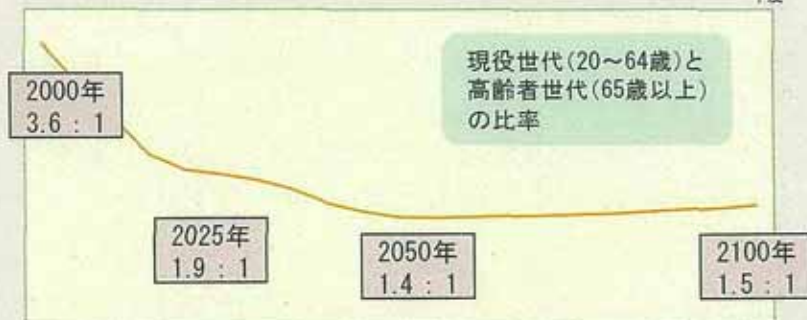 現役世代(20～64歳)と
高齢者世代(65歳以上)
の比率
2000年
3.6 : 1
2025年
1.9 : 1
2050年
1.4 : 1
2100年
1.5 : 1